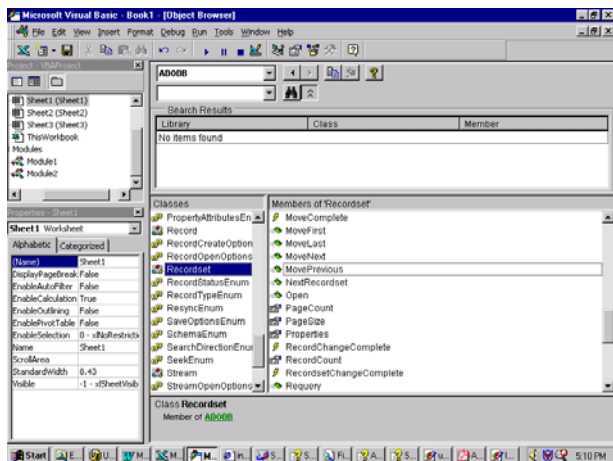 Microsoft Visual Basic - Book1 - [Object Browser]
File Edit View Insert Format Debug Run Tools Window Help
Project - VBAProject
Sheet1 (Sheet1)
Sheet2 (Sheet2)
Sheet3 (Sheet3)
ThisWorkbook
Modules
Module1
Module2
Properties - Sheet1
Sheet1 Worksheet
Alphabetic Categorized
(Name) Sheet1
DisplayPageBreak False
EnableAutoFilter False
EnableCalculation True
EnableOutlining False
EnablePivotTable False
EnableSelection 0 - xlNoRestricti
Name Sheet1
ScrollArea
StandardWidth 8.43
Visible -1 - xlSheetVisib
ADODB
Search Results
Library Class Member
No items found
Classes
PropertyAttributesEn
Record
RecordCreateOption
RecordOpenOptions
Recordset
RecordStatusEnum
RecordTypeEnum
ResyncEnum
SaveOptionsEnum
SchemaEnum
SearchDirectionEnu
SeekEnum
Stream
StreamOpenOptions
Members of 'Recordset'
MoveComplete
MoveFirst
MoveLast
MoveNext
MovePrevious
NextRecordset
Open
PageCount
PageSize
Properties
RecordChangeComplete
RecordCount
RecordsetChangeComplete
Requery
Class Recordset
Member of ADODB
Start
5:10 PM